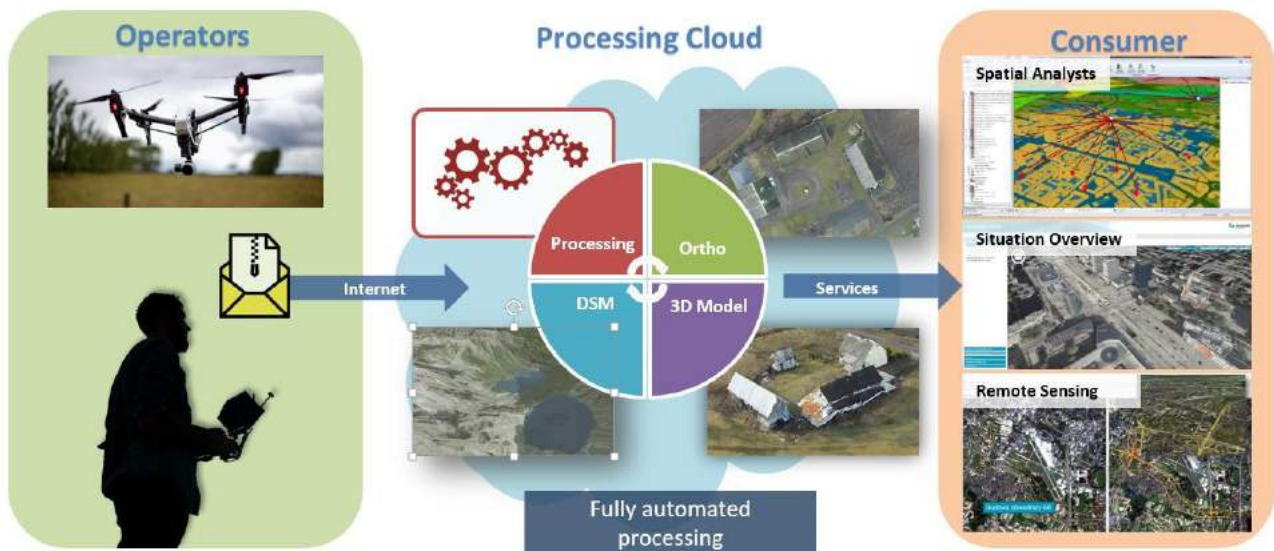 Operators
Processing Cloud
Consumer
Spatial Analysts
Processing
Ortho
Situation Overview
Internet
DSM
3D Model
Services
Remote Sensing
Fully automated
processing